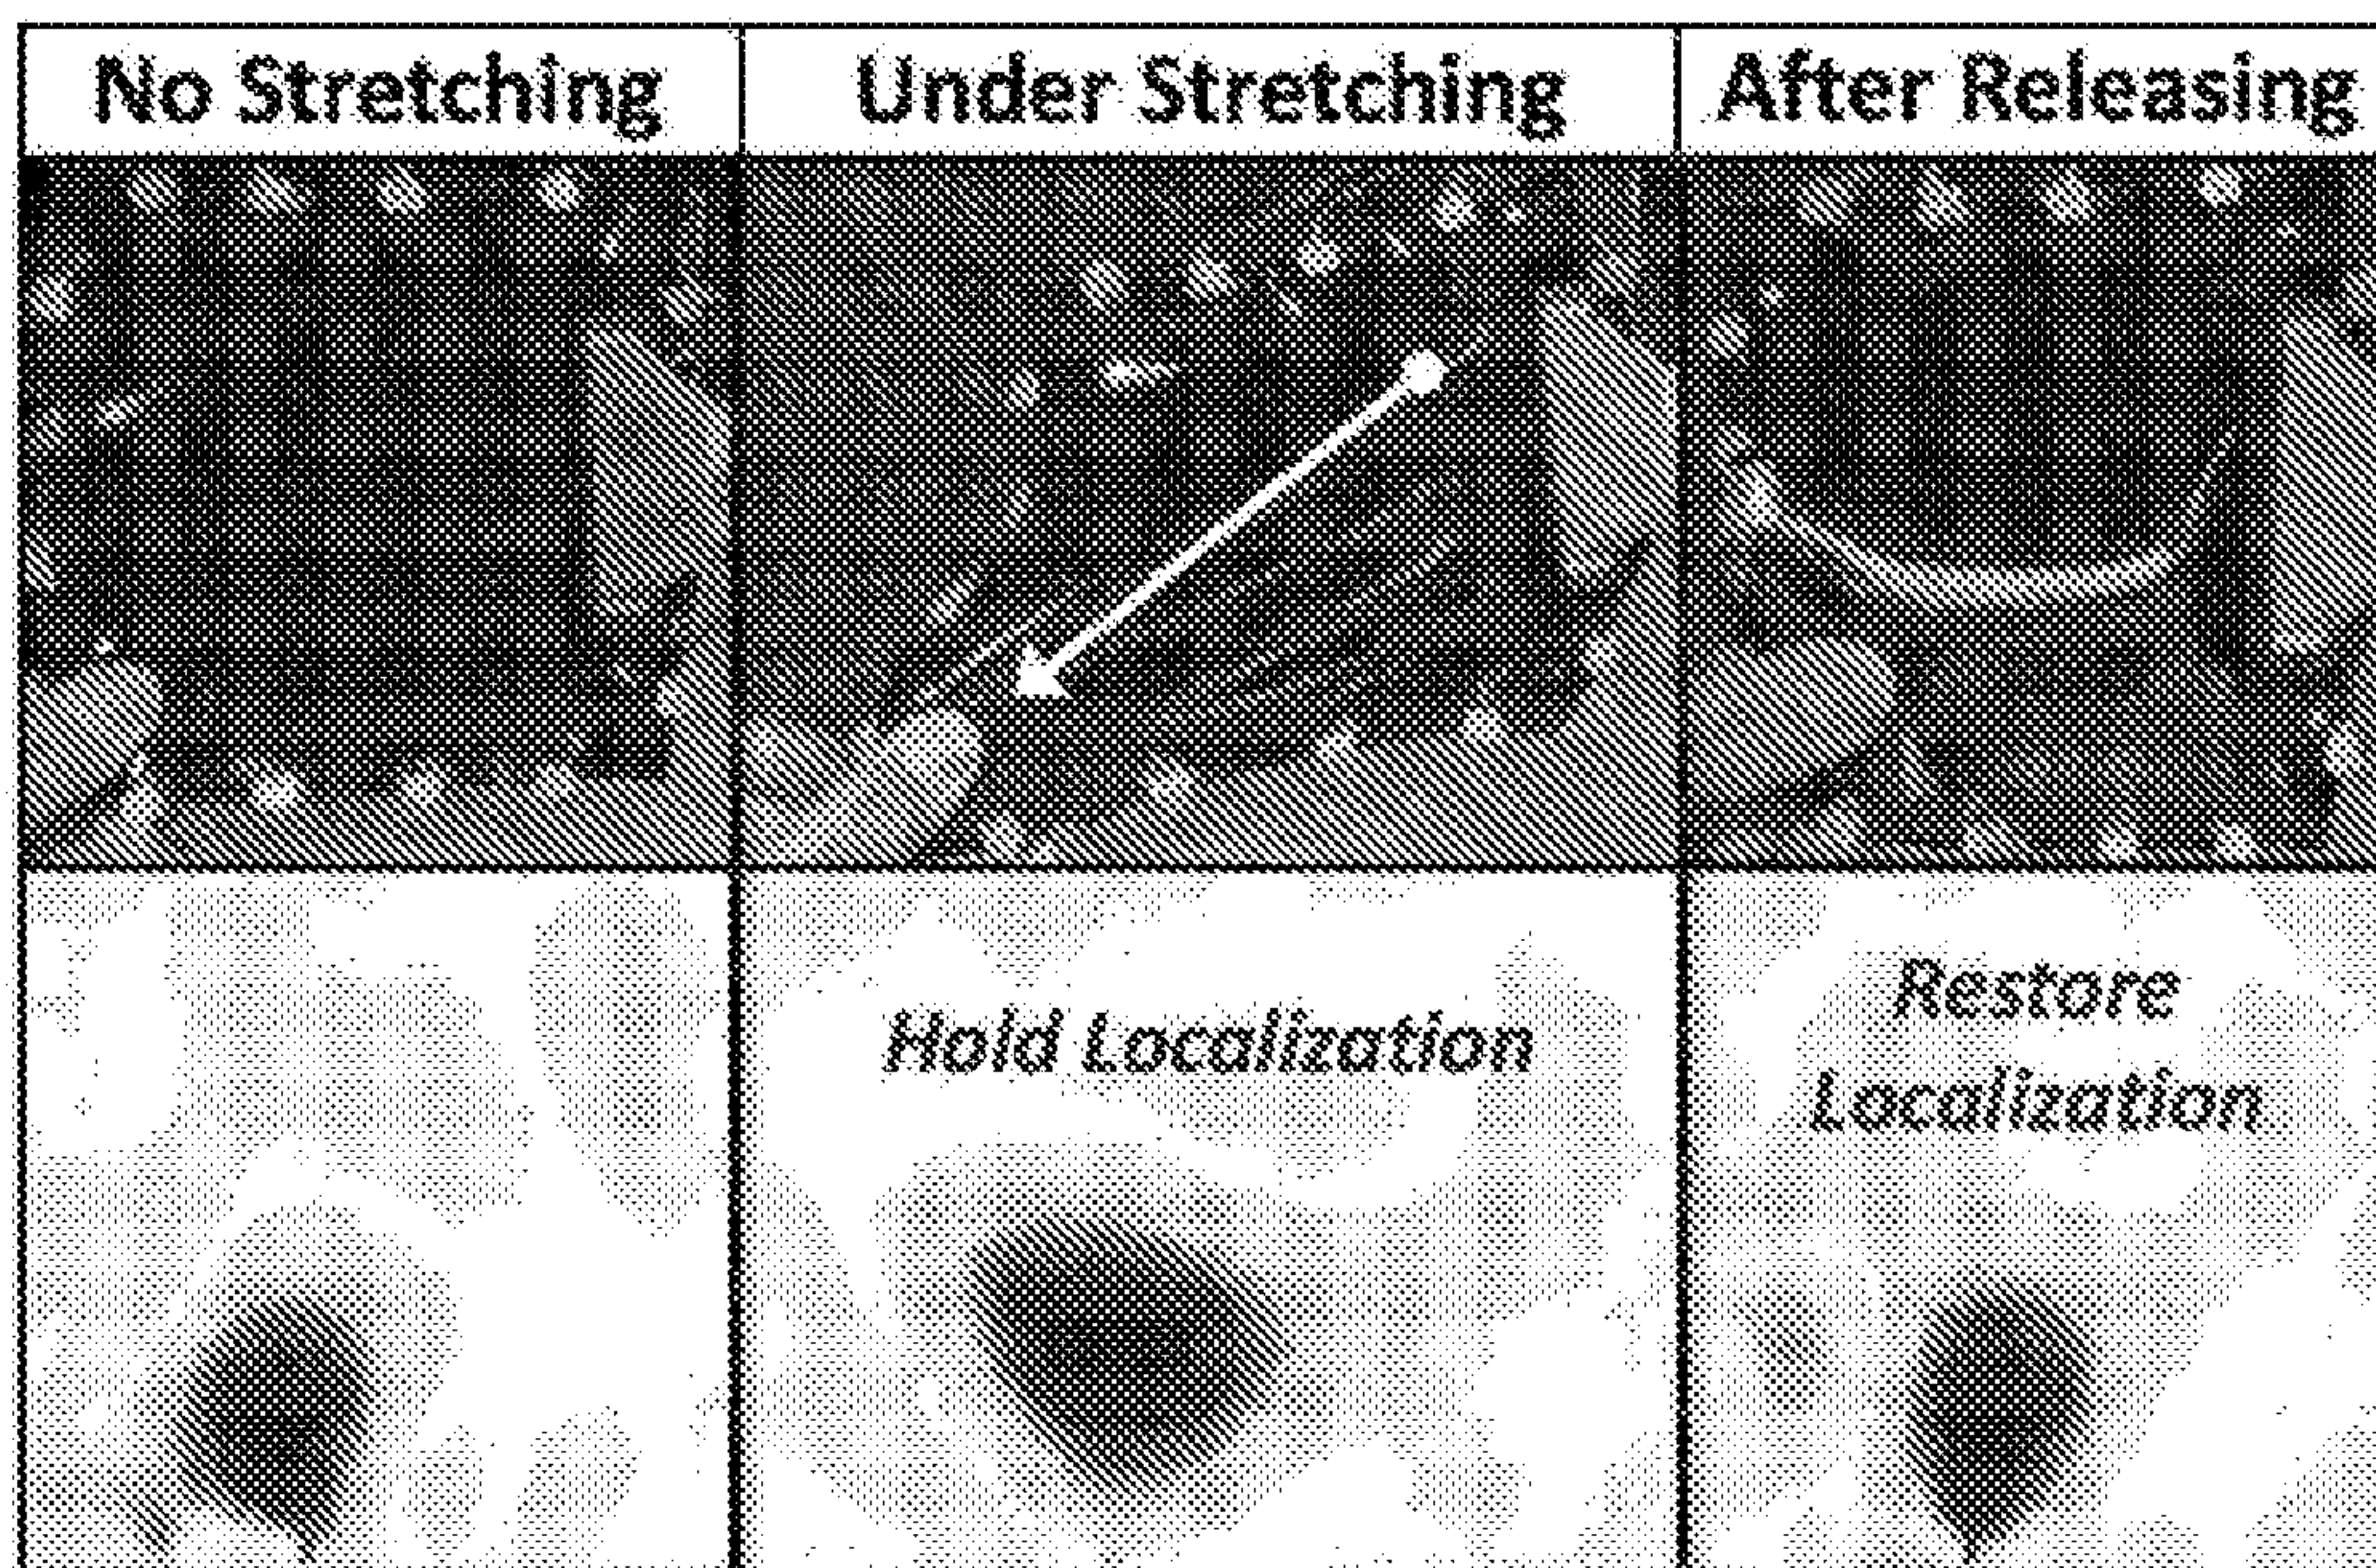 No Stretching
Under Stretching
After Releasing
Hold Localization
Restore
Localization